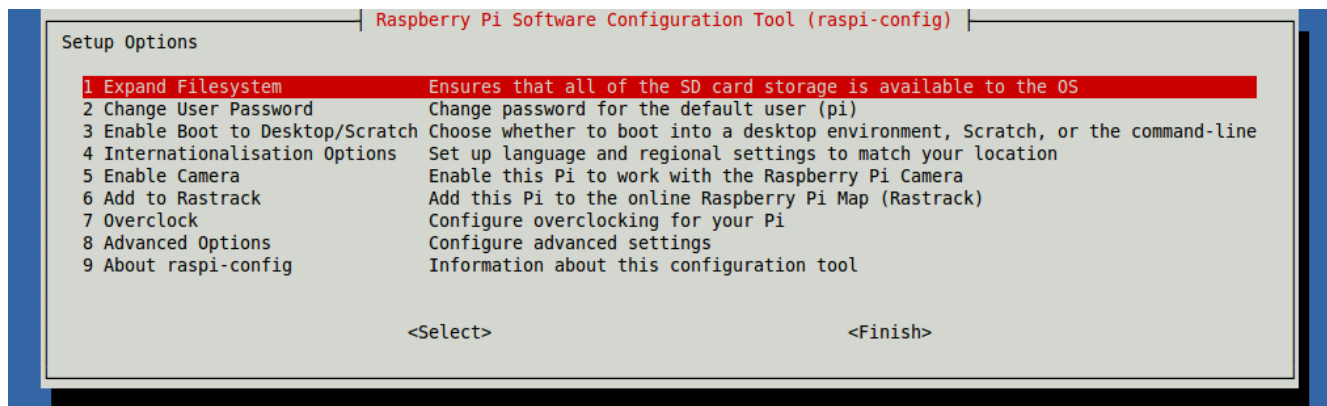 Raspberry Pi Software Configuration Tool (raspi-config)
Setup Options
1 Expand Filesystem Ensures that all of the SD card storage is available to the OS
2 Change User Password Change password for the default user (pi)
3 Enable Boot to Desktop/Scratch Choose whether to boot into a desktop environment, Scratch, or the command-line
4 Internationalisation Options Set up language and regional settings to match your location
5 Enable Camera Enable this Pi to work with the Raspberry Pi Camera
6 Add to Rastrack Add this Pi to the online Raspberry Pi Map (Rastrack)
7 Overclock Configure overclocking for your Pi
8 Advanced Options Configure advanced settings
9 About raspi-config Information about this configuration tool
<Select> <Finish>